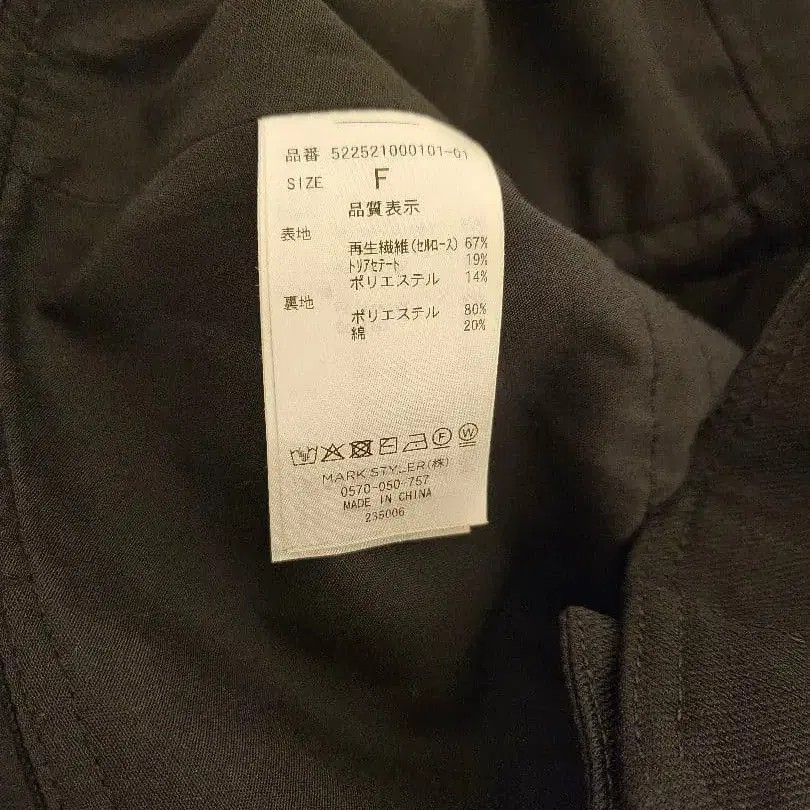 品番 522521000101-01
SIZE F
品質表示
表地
再生繊維(セルロース) 67%
トリアセテート 19%
ポリエステル 14%
裏地
ポリエステル 80%
綿 20%
F W
MARK STYLER(株)
0570-050-757
MADE IN CHINA
235006